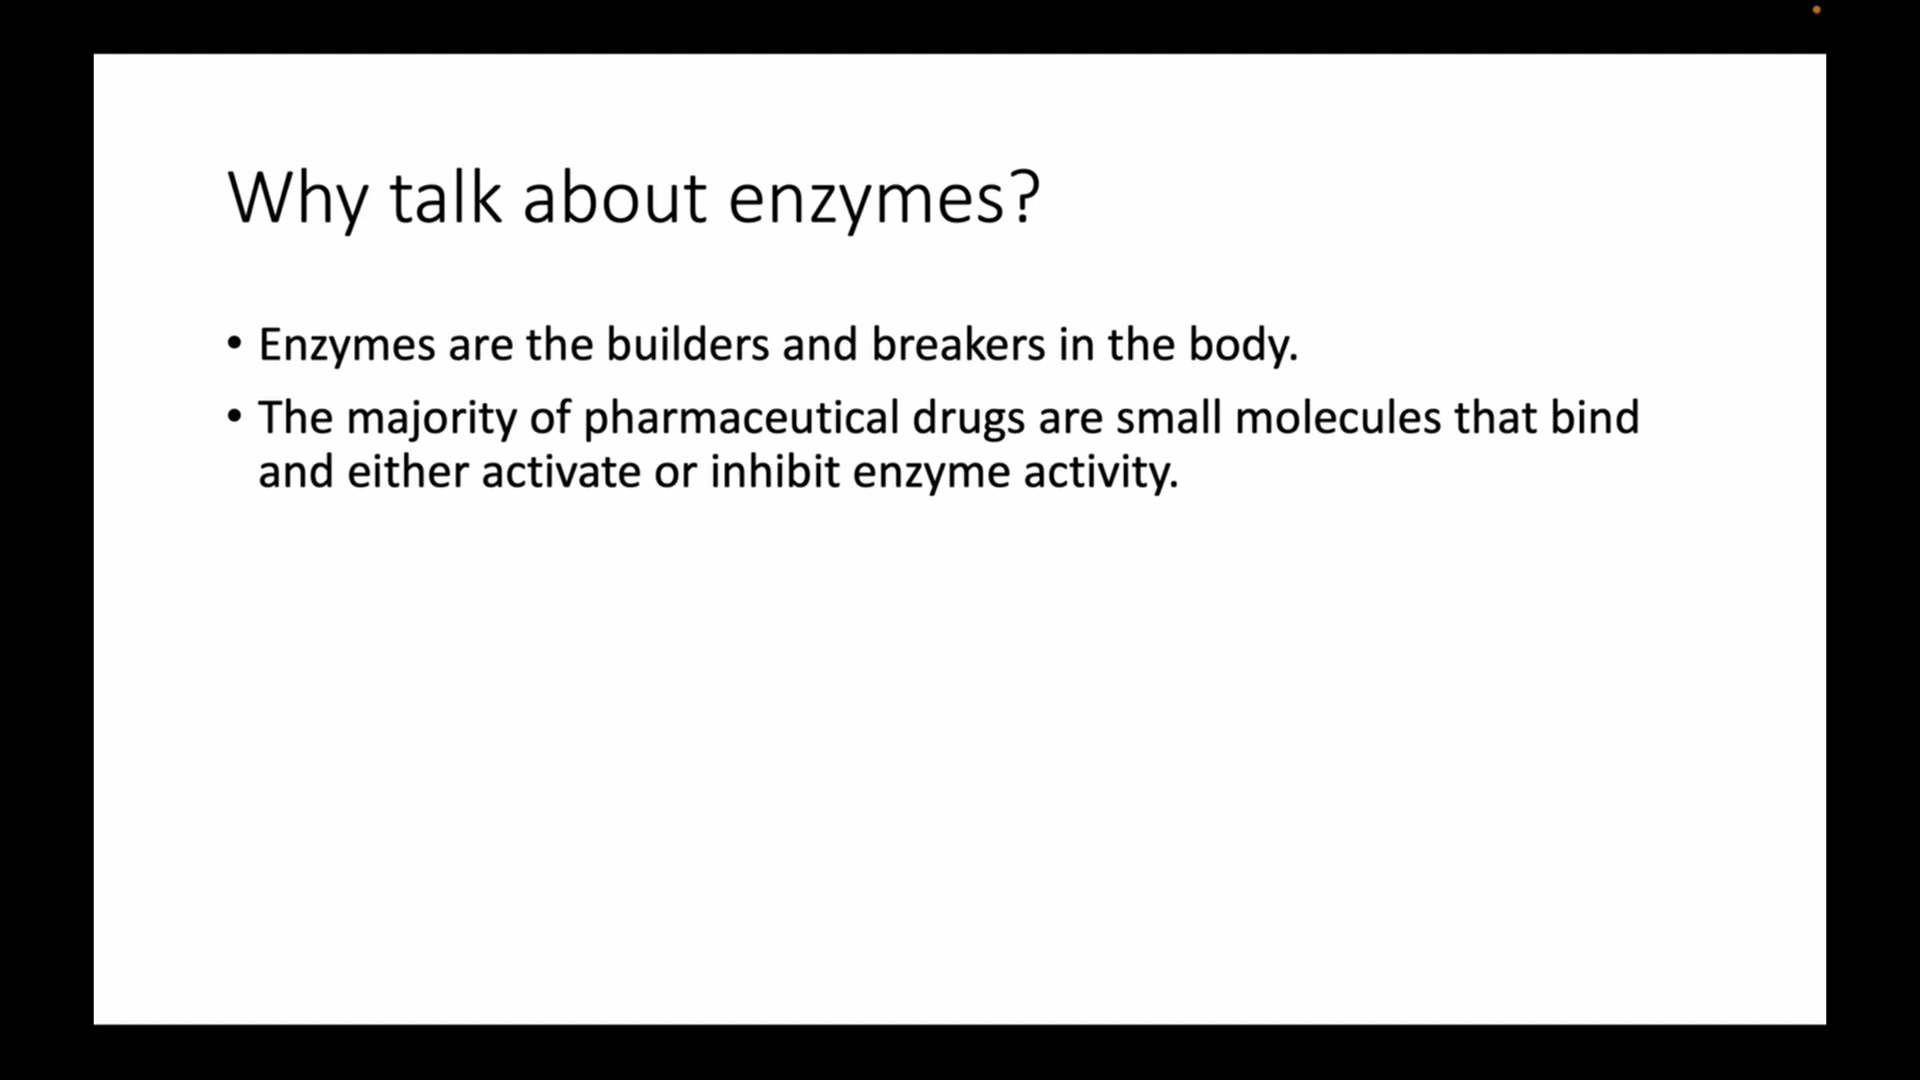 Why talk about enzymes?
• Enzymes are the builders and breakers in the body.
• The majority of pharmaceutical drugs are small molecules that bind
and either activate or inhibit enzyme activity.